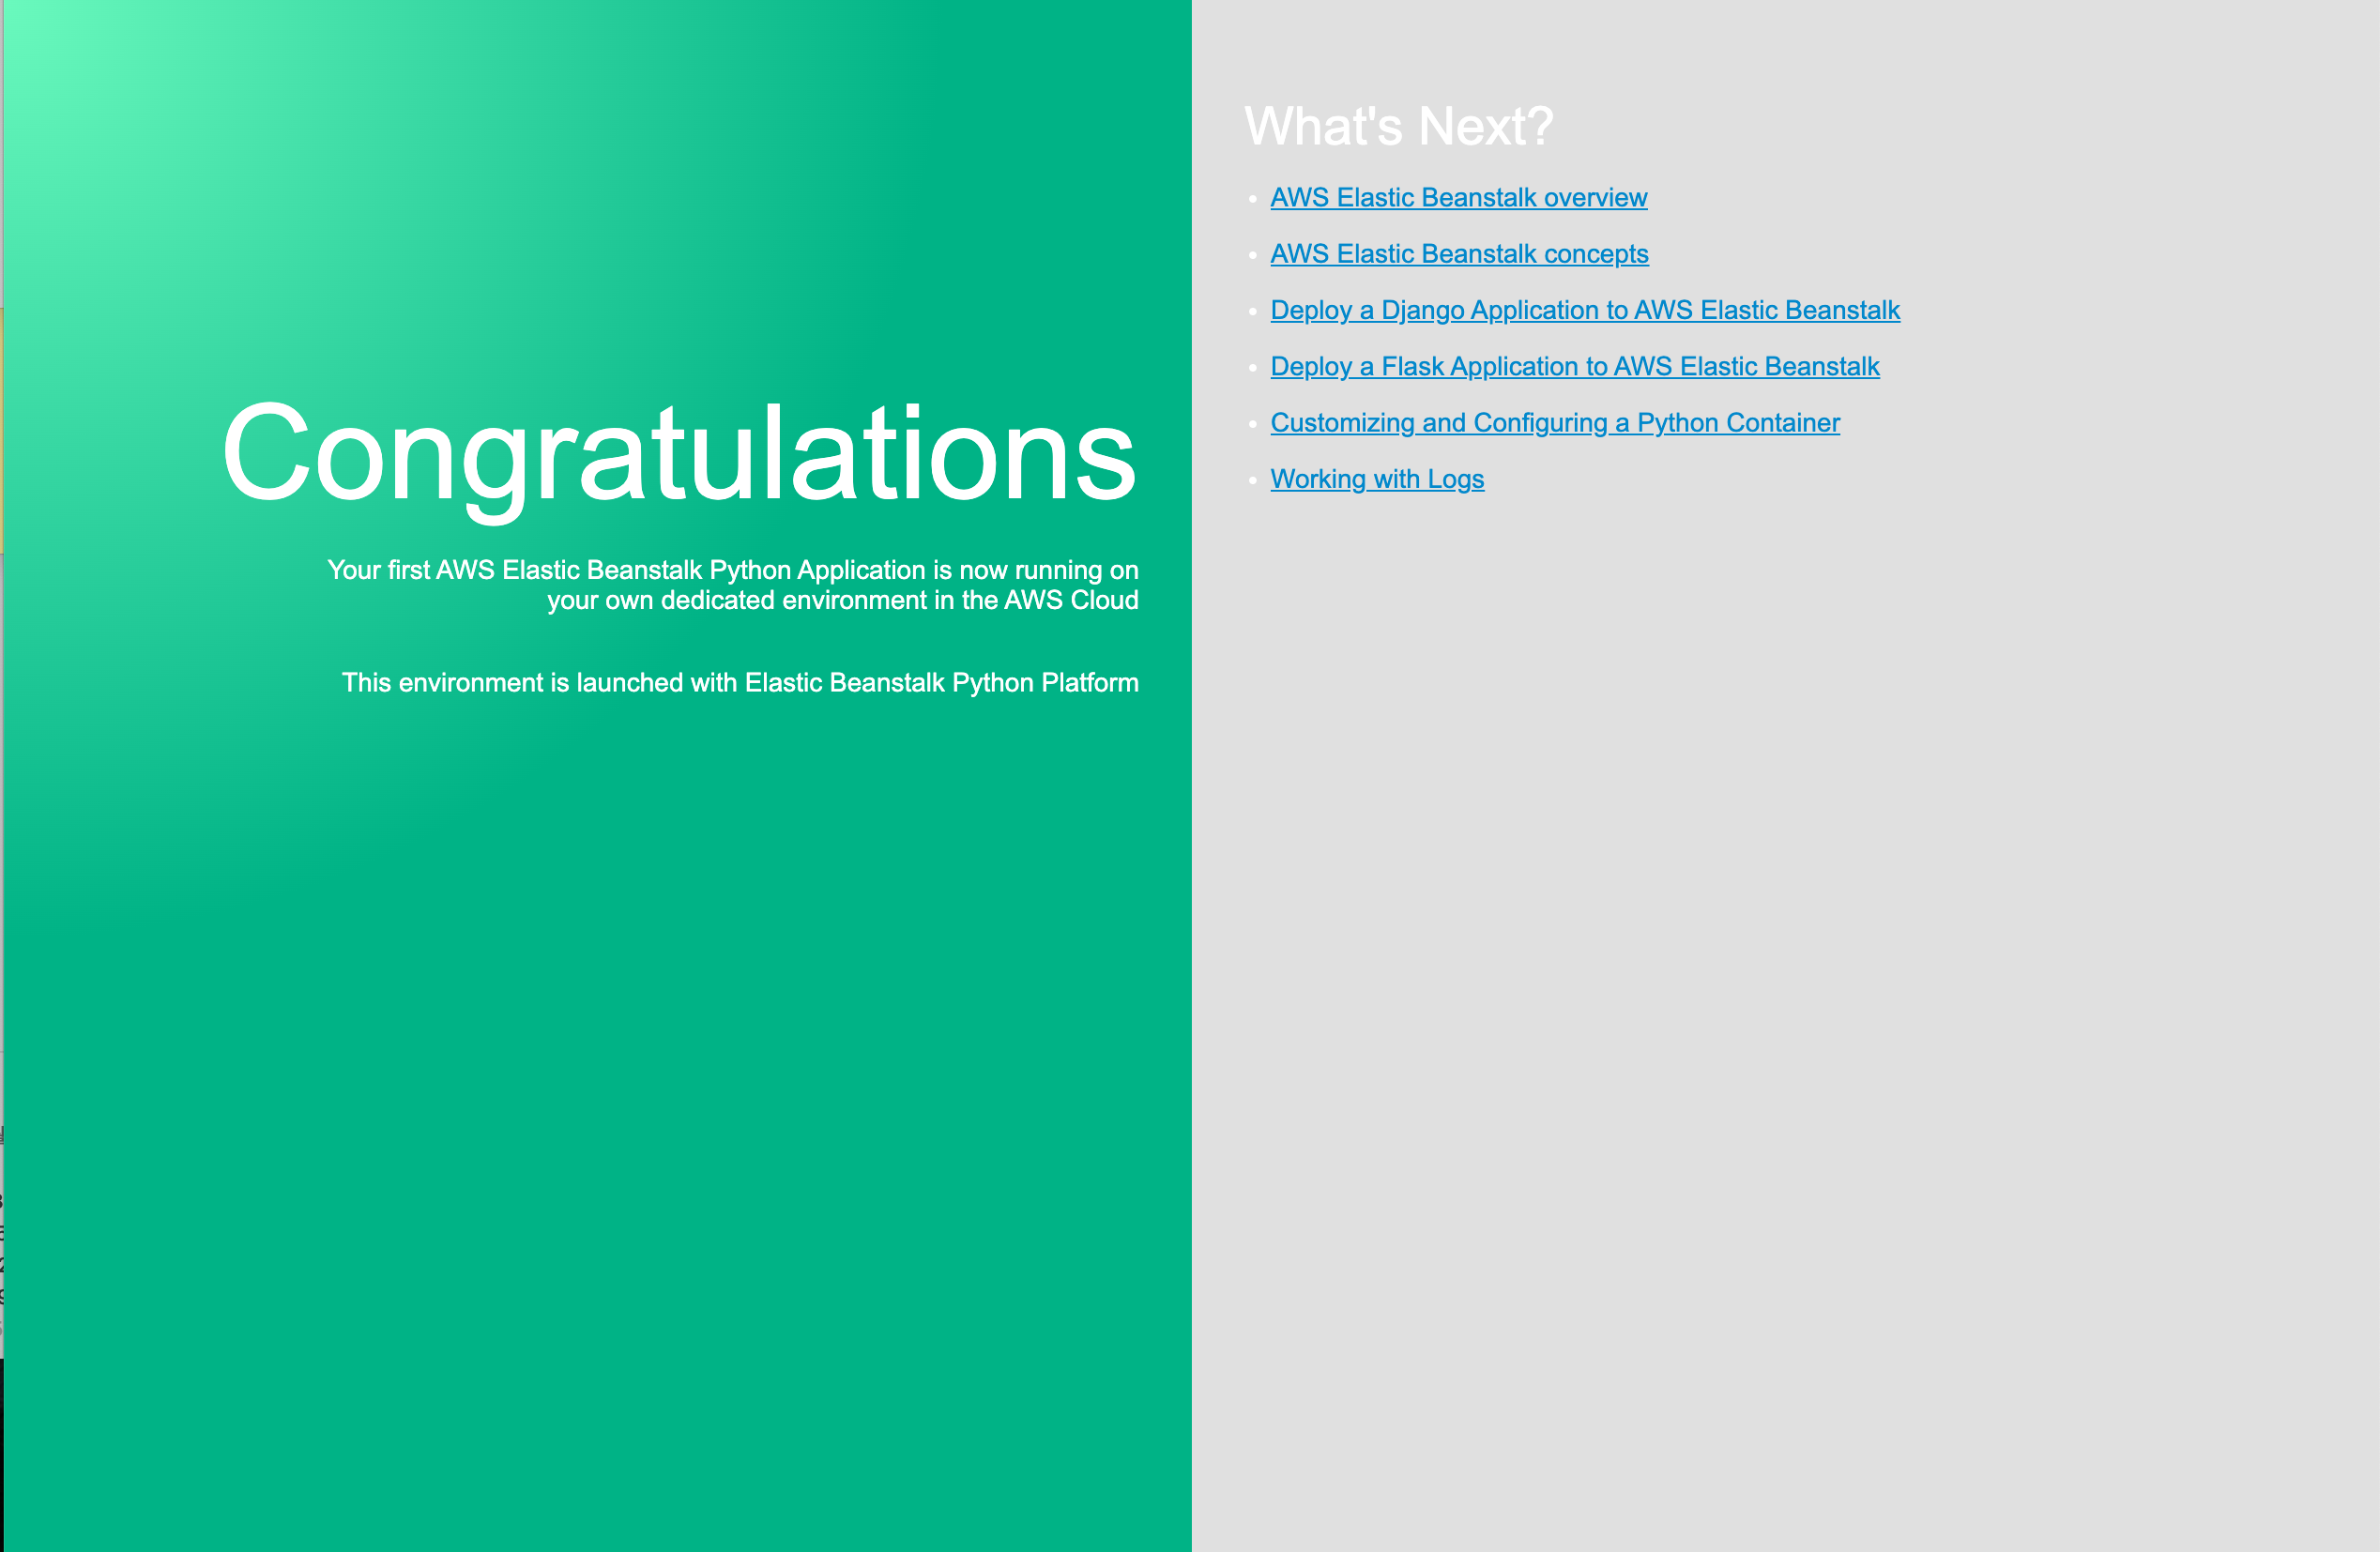 Congratulations
Your first AWS Elastic Beanstalk Python Application is now running on
your own dedicated environment in the AWS Cloud
This environment is launched with Elastic Beanstalk Python Platform
What's Next?
AWS Elastic Beanstalk overview
AWS Elastic Beanstalk concepts
Deploy a Django Application to AWS Elastic Beanstalk
Deploy a Flask Application to AWS Elastic Beanstalk
Customizing and Configuring a Python Container
Working with Logs